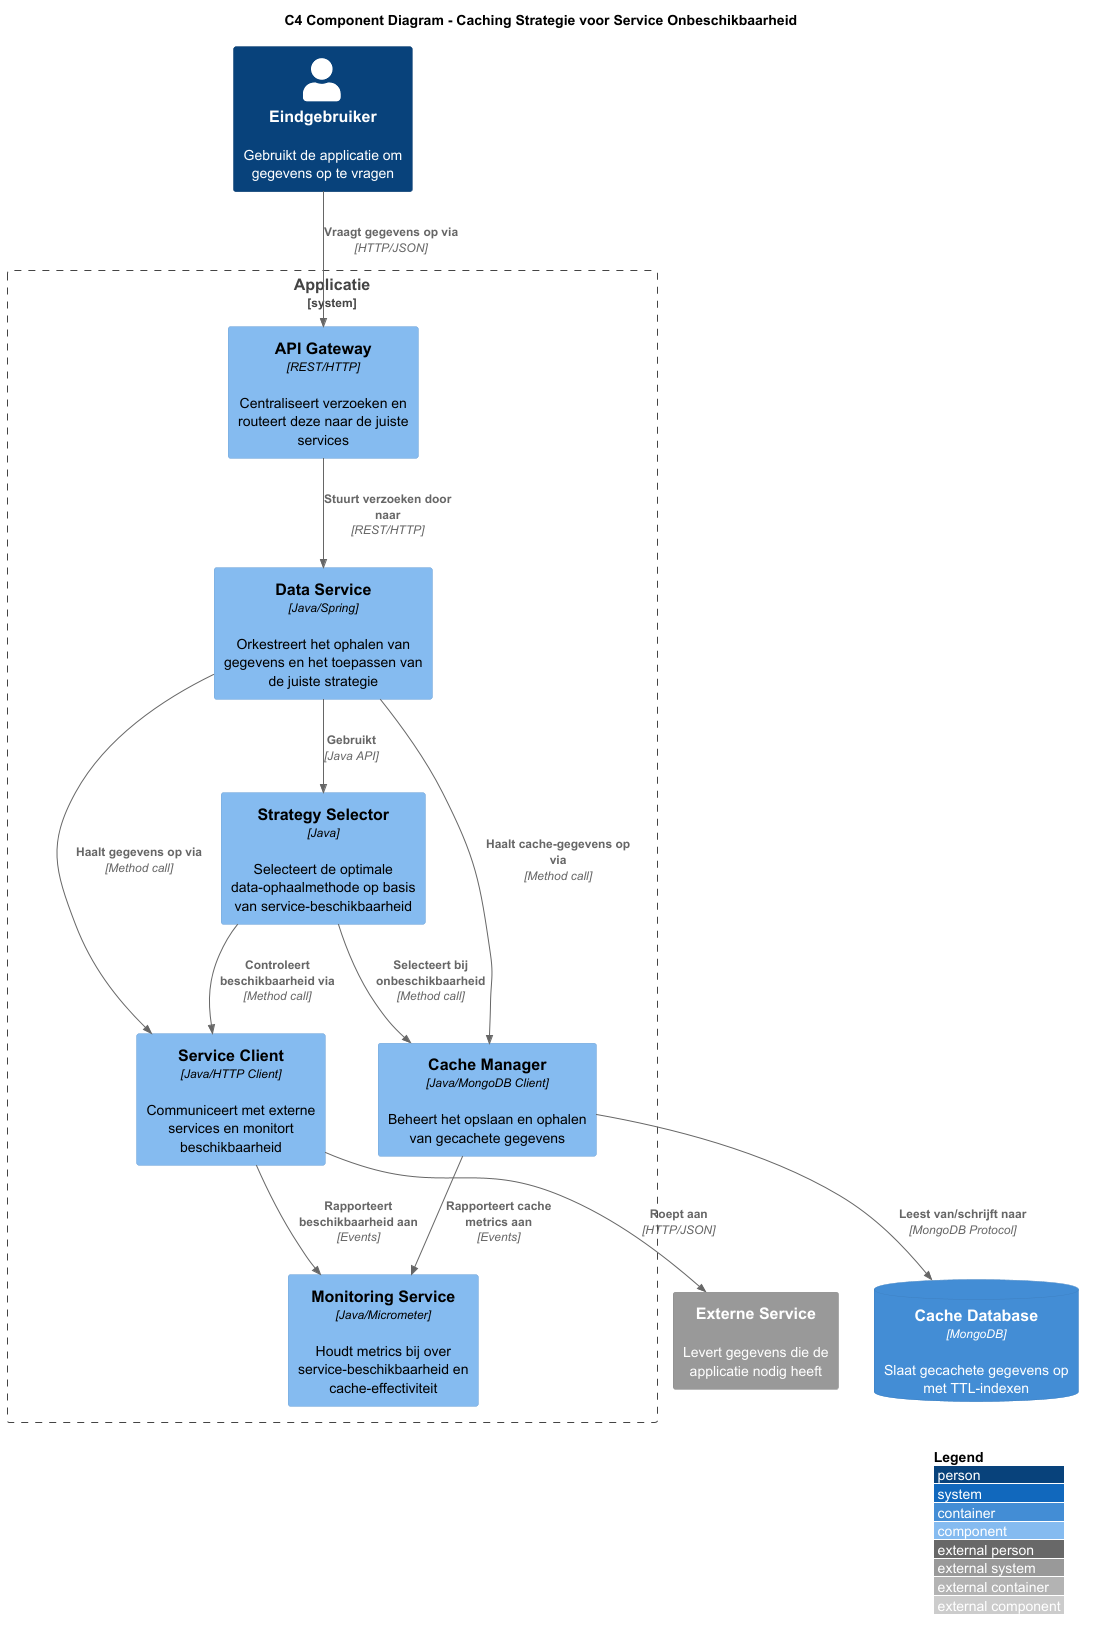 C4 Component Diagram - Caching Strategie voor Service Onbeschikbaarheid
Eindgebruiker
Gebruikt de applicatie om
gegevens op te vragen
Vraagt gegevens op via
[HTTP/JSON]
Applicatie
[system]
API Gateway
[REST/HTTP]
Centraliseert verzoeken en
routeert deze naar de juiste
services
Stuurt verzoeken door
naar
[REST/HTTP]
Data Service
[Java/Spring]
Orkestreert het ophalen van
gegevens en het toepassen van
de juiste strategie
Gebruikt
[Java API]
Strategy Selector
[Java]
Selecteert de optimale
data-ophaalmethode op basis
van service-beschikbaarheid
Haalt gegevens op via
[Method call]
Haalt cache-gegevens op
via
[Method call]
Controleert
beschikbaarheid via
[Method call]
Selecteert bij
onbeschikbaarheid
[Method call]
Service Client
[Java/HTTP Client]
Communiceert met externe
services en monitort
beschikbaarheid
Cache Manager
[Java/MongoDB Client]
Beheert het opslaan en ophalen
van gecachete gegevens
Rapporteert
beschikbaarheid aan
[Events]
Rapporteert cache
metrics aan
[Events]
Roept aan
[HTTP/JSON]
Leest van/schrijft naar
[MongoDB Protocol]
Monitoring Service
[Java/Micrometer]
Houdt metrics bij over
service-beschikbaarheid en
cache-effectiviteit
Externe Service
Levert gegevens die de
applicatie nodig heeft
Cache Database
[MongoDB]
Slaat gecachete gegevens op
met TTL-indexen
Legend
person
system
container
component
external person
external system
external container
external component